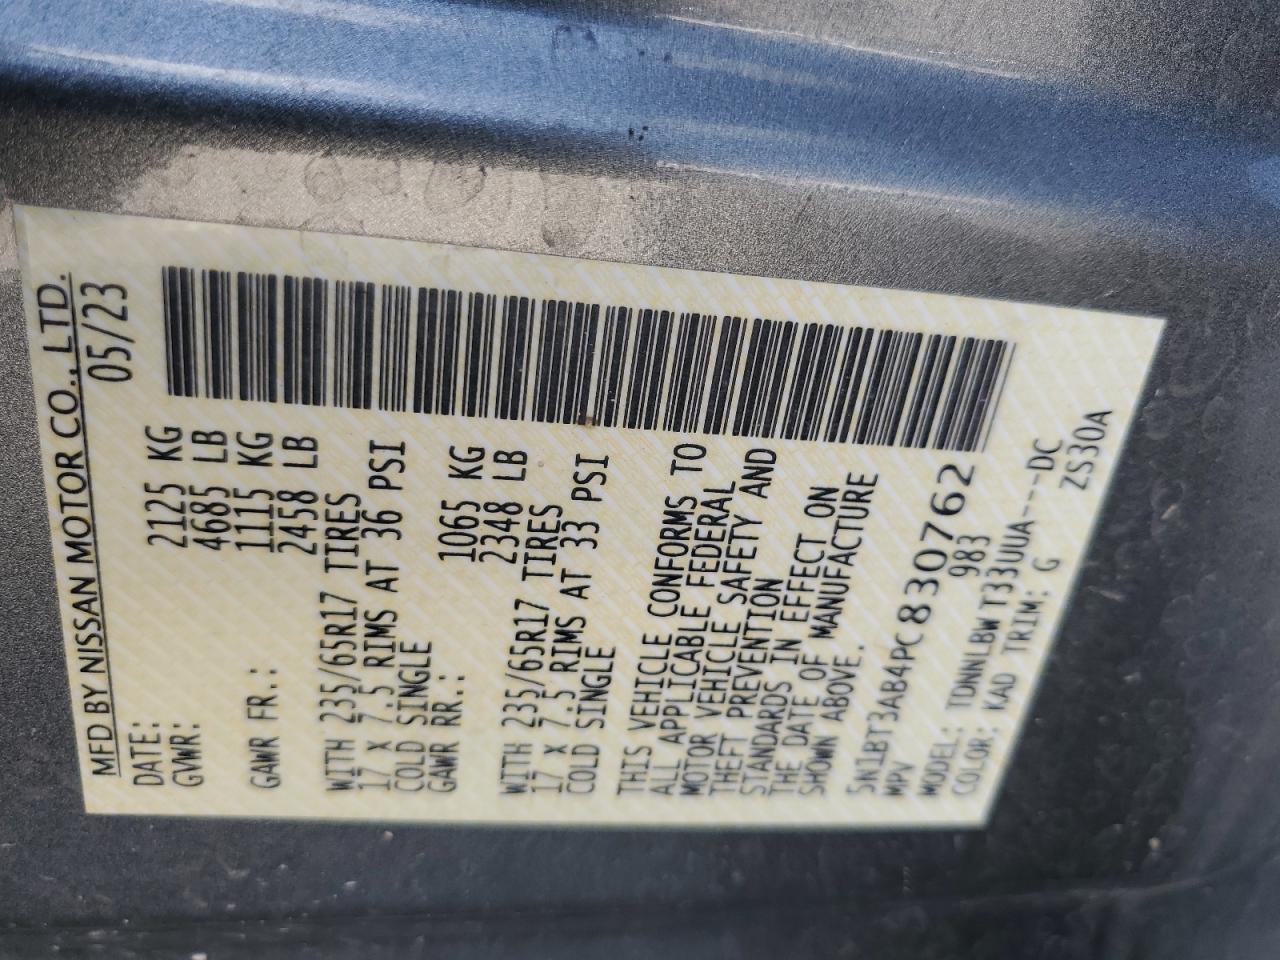 MFD BY NISSAN MOTOR CO., LTD.
DATE: 05/23
GVWR: 2125 KG
4685 LB
GAWR FR.: 1115 KG
2458 LB
WITH 235/65R17 TIRES
17 X 7.5 RIMS AT 36 PSI
COLD SINGLE
GAWR RR.: 1065 KG
2348 LB
WITH 235/65R17 TIRES
17 X 7.5 RIMS AT 33 PSI
COLD SINGLE
THIS VEHICLE CONFORMS TO
ALL APPLICABLE FEDERAL
MOTOR VEHICLE SAFETY AND
THEFT PREVENTION
STANDARDS IN EFFECT ON
THE DATE OF MANUFACTURE
SHOWN ABOVE.
5N1BT3AB4PC830762
MPV 983
MODEL: TDNNLBWT33UUA---DC
COLOR: KAD TRIM: G ZS30A